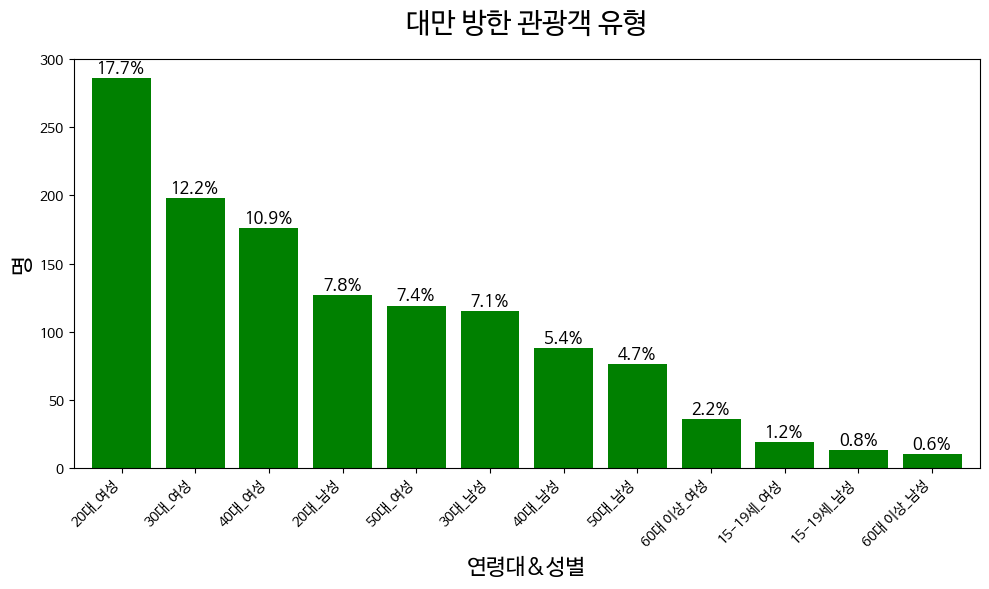 대만 방한 관광객 유형
명
300
250
200
150
100
50
0
17.7%
12.2%
10.9%
7.8%
7.4%
7.1%
5.4%
4.7%
2.2%
1.2%
0.8%
0.6%
20대_여성
30대_여성
40대_여성
20대_남성
50대_여성
30대_남성
40대_남성
50대_남성
60대 이상_여성
15-19세_여성
15-19세_남성
60대 이상_남성
연령대&성별